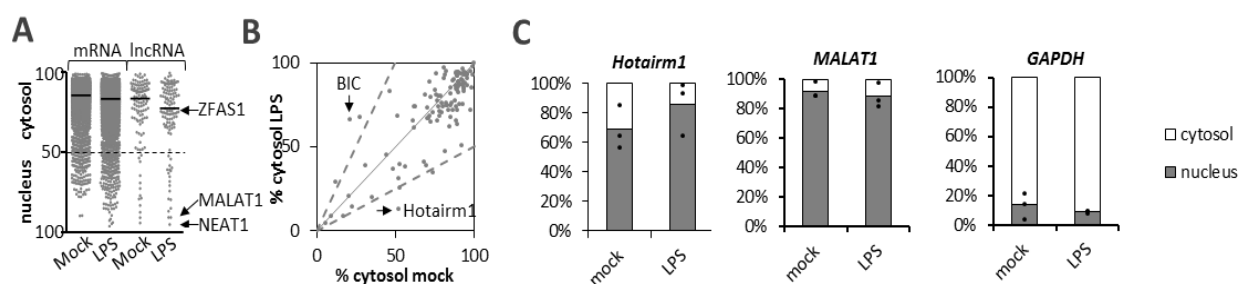 A
mRNA lncRNA
100
cytosol
50
nucleus
100
Mock
LPS
Mock
LPS
ZFAS1
MALAT1
NEAT1
B
100
50
0
% cytosol LPS
BIC
Hotairm1
0 50 100
% cytosol mock
C
Hotairm1
100%
80%
60%
40%
20%
0%
mock
LPS
MALAT1
100%
80%
60%
40%
20%
0%
mock
LPS
GAPDH
100%
80%
60%
40%
20%
0%
mock
LPS
cytosol
nucleus